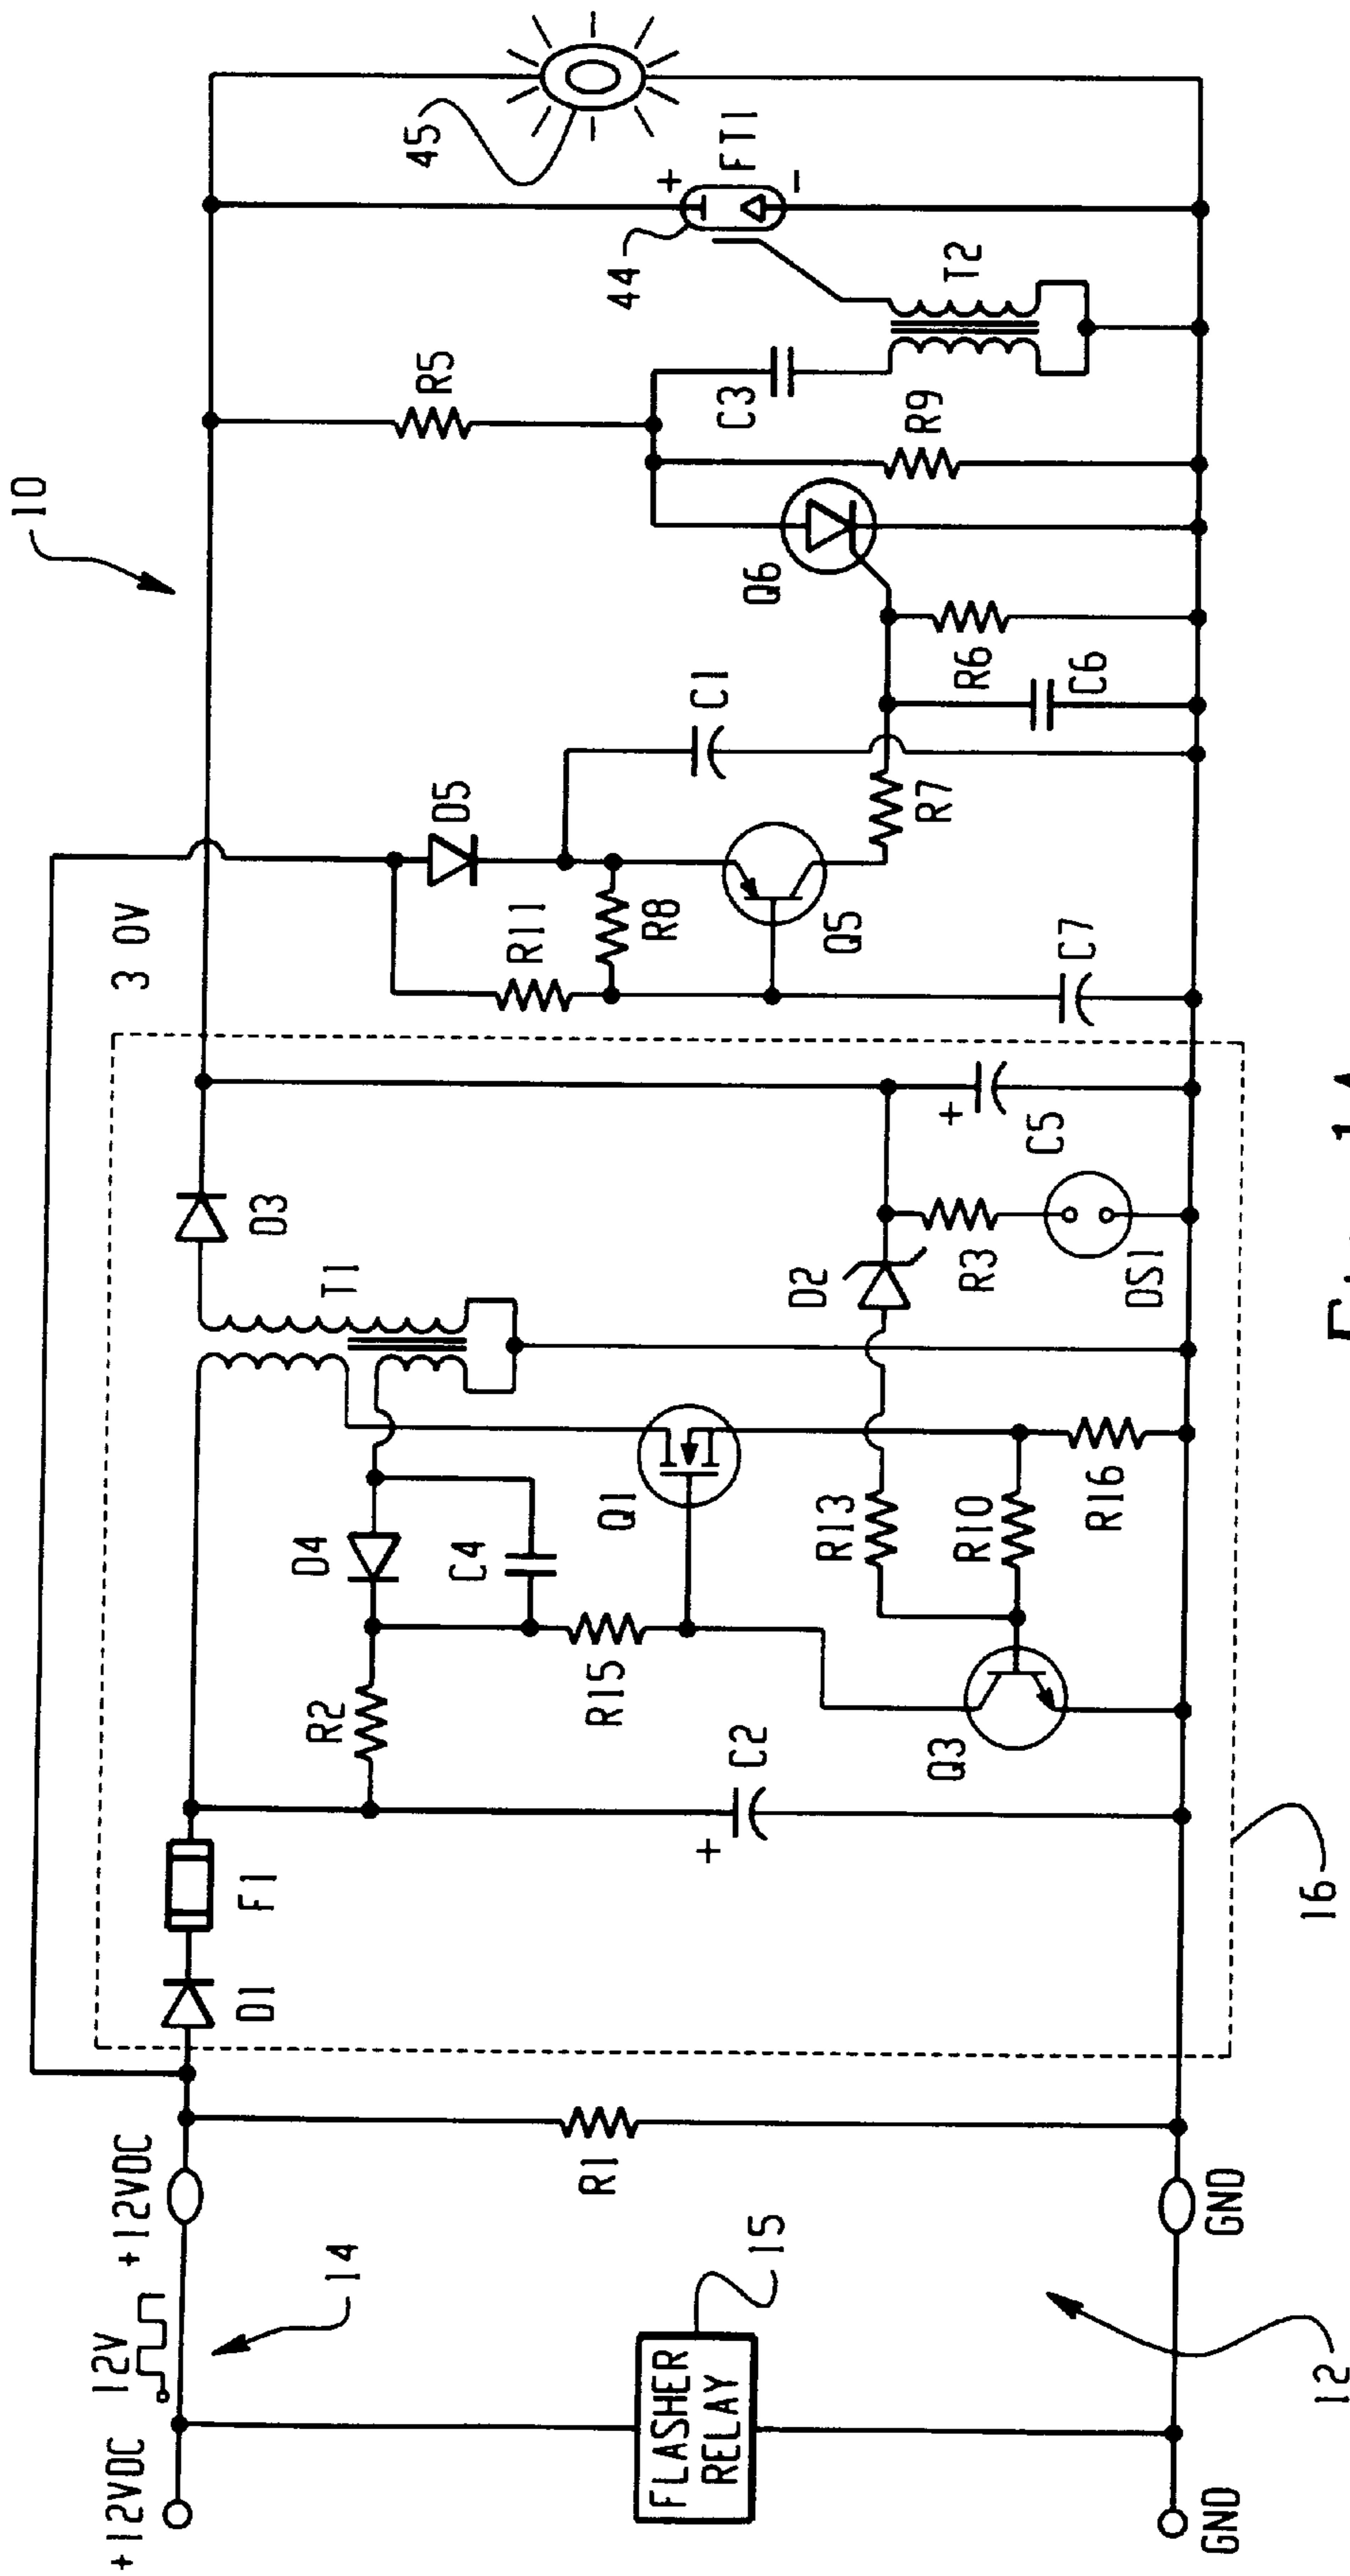 10
+12VDC
12V
+12VDC
14
FLASHER
RELAY
15
GND
GND
12
R1
D1
F1
R2
C2
D4
C4
R15
Q1
Q3
R13
R10
R16
T1
D3
D2
R3
DS1
C5
+
+
16
3 0V
R11
D5
R8
Q5
C7
C1
R7
C6
R6
Q6
R9
R5
C3
T2
44
FT1
+
-
45